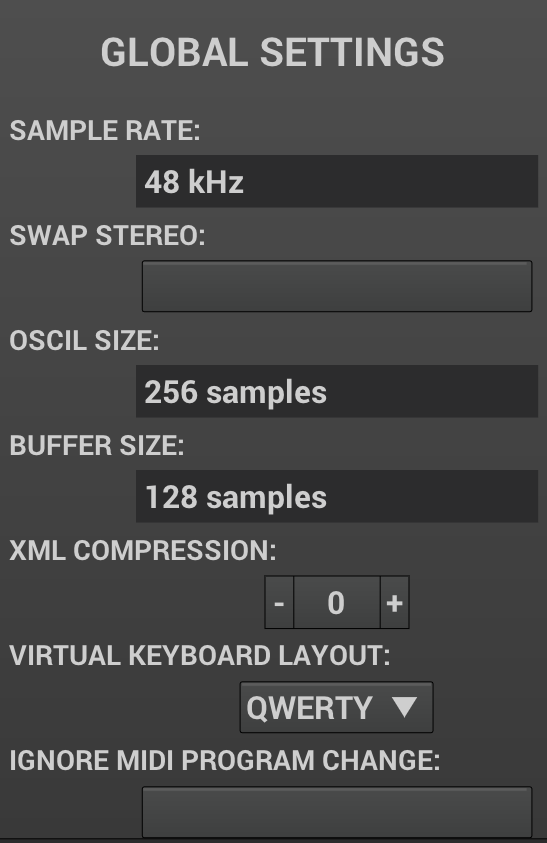 GLOBAL SETTINGS
SAMPLE RATE:
48 kHz
SWAP STEREO:
OSCIL SIZE:
256 samples
BUFFER SIZE:
128 samples
XML COMPRESSION:
- 0 +
VIRTUAL KEYBOARD LAYOUT:
QWERTY ▼
IGNORE MIDI PROGRAM CHANGE: